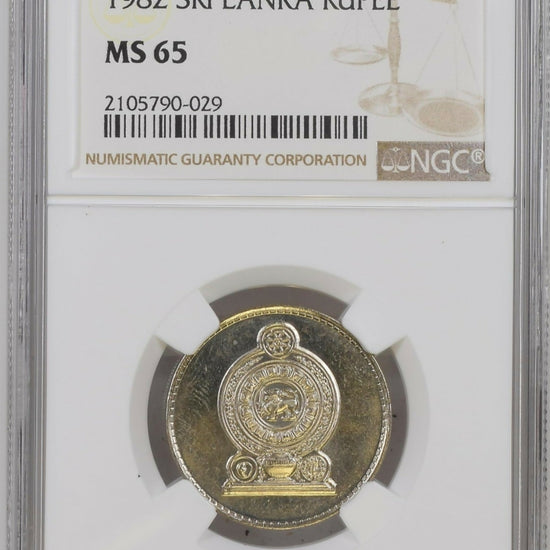 1982 SRI LANKA RUPEE
MS 65
2105790-029
NUMISMATIC GUARANTY CORPORATION
NGC®